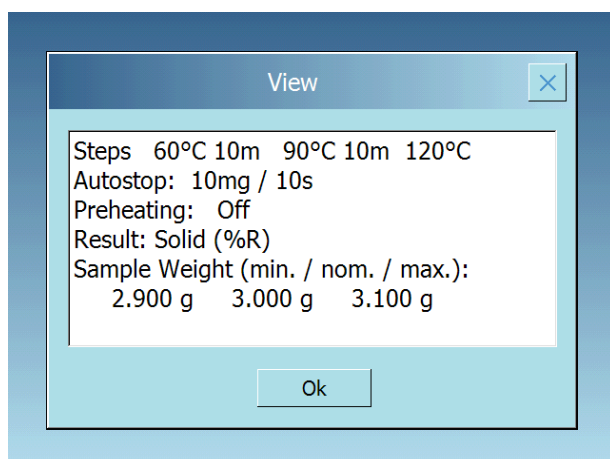 View
Steps 60°C 10m 90°C 10m 120°C
Autostop: 10mg / 10s
Preheating: Off
Result: Solid (%R)
Sample Weight (min. / nom. / max.):
2.900 g 3.000 g 3.100 g
Ok